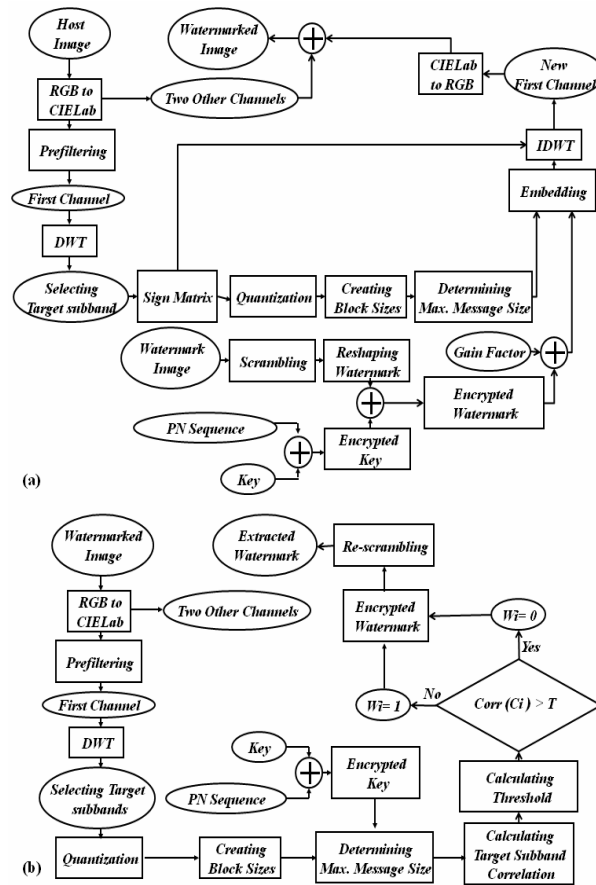 Host
Image
Watermarked
Image
CIELab
to RGB
New
First Channel
RGB to
CIELab
Two Other Channels
Prefiltering
IDWT
First Channel
Embedding
DWT
Selecting
Target subband
Sign Matrix
Quantization
Creating
Block Sizes
Determining
Max. Message Size
Watermark
Image
Scrambling
Reshaping
Watermark
Gain Factor
Encrypted
Watermark
PN Sequence
Encrypted
Key
Key
(a)
Watermarked
Image
Extracted
Watermark
Re-scrambling
RGB to
CIELab
Two Other Channels
Encrypted
Watermark
Wi= 0
Yes
Prefiltering
First Channel
Wi= 1
No
Corr (Ci ) > T
DWT
Key
Encrypted
Key
PN Sequence
Selecting Target
subbands
Calculating
Threshold
Quantization
Creating
Block Sizes
Determining
Max. Message Size
Calculating
Target Subband
Correlation
(b)